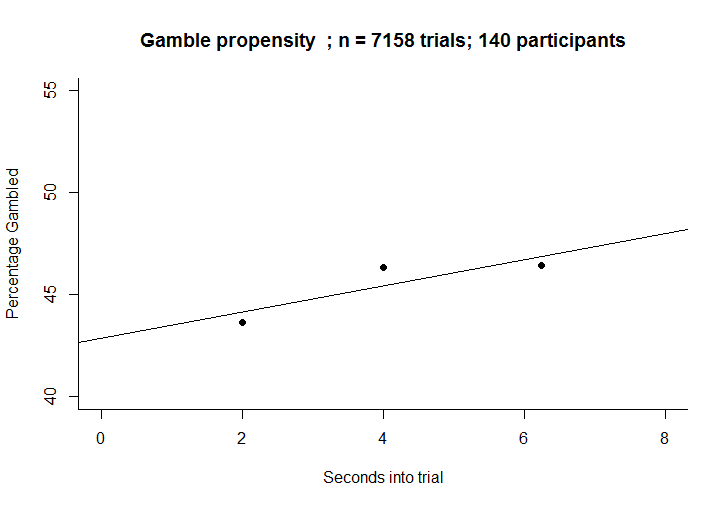 Gamble propensity  ; n = 7158 trials; 140 participants
Percentage Gambled
55
50
45
40
0 2 4 6 8
Seconds into trial